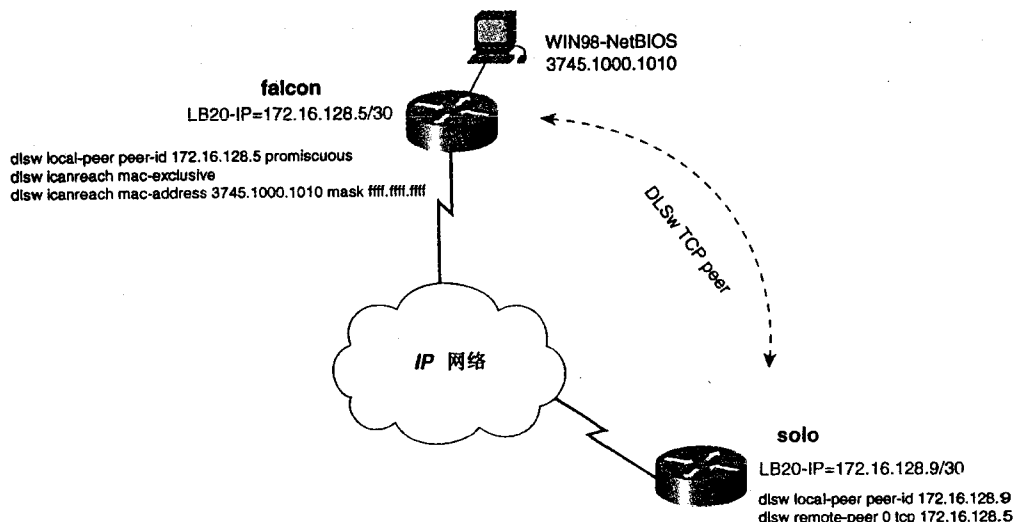 WIN98-NetBIOS
3745.1000.1010
falcon
LB20-IP=172.16.128.5/30
dlsw local-peer peer-id 172.16.128.5 promiscuous
dlsw icanreach mac-exclusive
dlsw icanreach mac-address 3745.1000.1010 mask ffff.ffff.ffff
DLSw TCP peer
IP 网络
solo
LB20-IP=172.16.128.9/30
dlsw local-peer peer-id 172.16.128.9
dlsw remote-peer 0 tcp 172.16.128.5